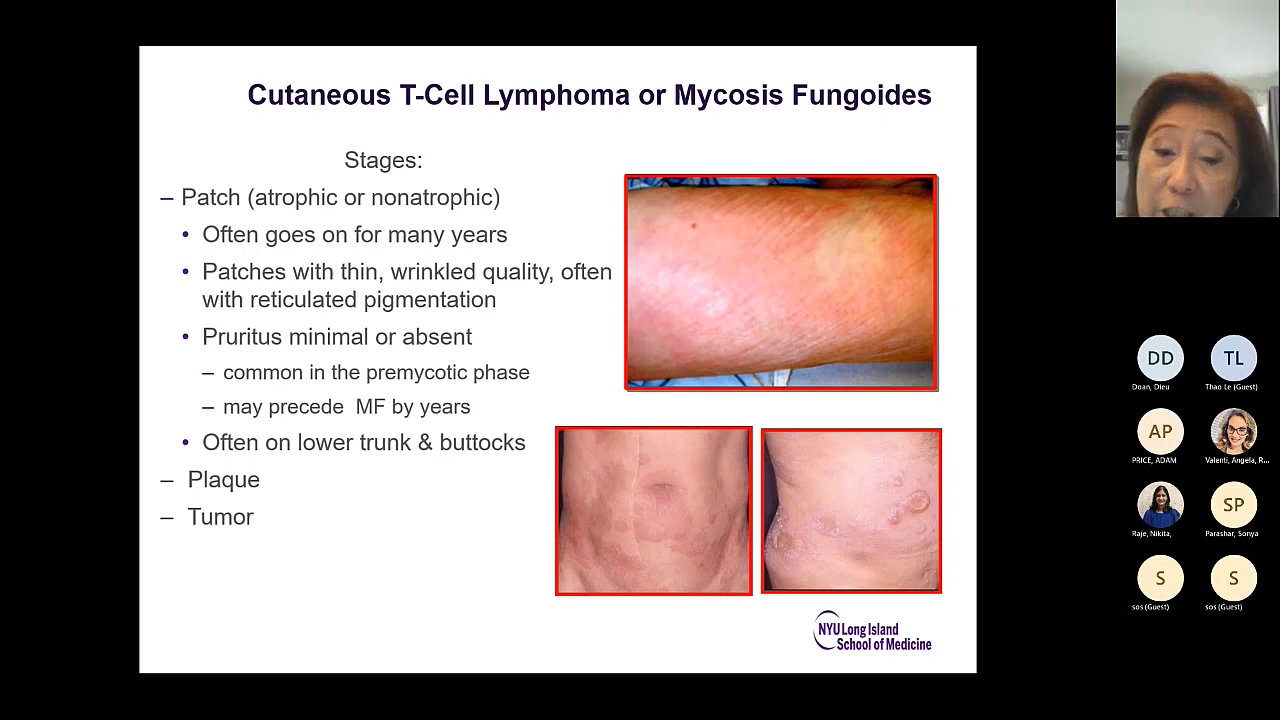 Cutaneous T-Cell Lymphoma or Mycosis Fungoides
Stages:
– Patch (atrophic or nonatrophic)
• Often goes on for many years
• Patches with thin, wrinkled quality, often
with reticulated pigmentation
• Pruritus minimal or absent
– common in the premycotic phase
– may precede MF by years
• Often on lower trunk & buttocks
– Plaque
– Tumor
NYU Long Island
School of Medicine
DD
TL
Doan, Dieu
Thao Le (Guest)
AP
PRICE, ADAM
Valenti, Angela, R...
SP
Raje, Nikita,
Parashar, Sonya
S
S
sos (Guest)
sos (Guest)